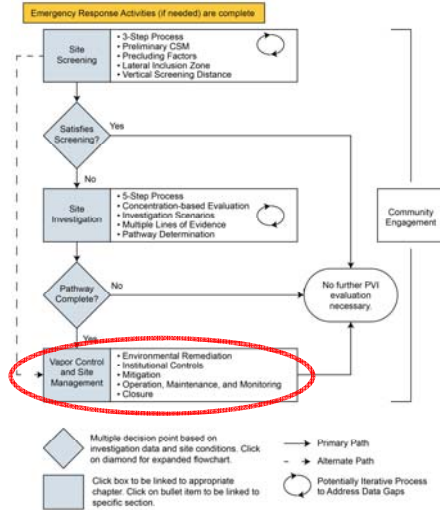 Emergency Response Activities (if needed) are complete
Site
Screening
• 3-Step Process
• Preliminary CSM
• Precluding Factors
• Lateral Inclusion Zone
• Vertical Screening Distance
Satisfies
Screening?
Yes
No
Site
Investigation
• 5-Step Process
• Concentration-based Evaluation
• Investigation Scenarios
• Multiple Lines of Evidence
• Pathway Determination
Community
Engagement
Pathway
Complete?
No
No further PVI
evaluation
necessary.
Yes
Vapor Control
and Site
Management
• Environmental Remediation
• Institutional Controls
• Mitigation
• Operation, Maintenance, and Monitoring
• Closure
Multiple decision point based on
investigation data and site conditions. Click
on diamond for expanded flowchart.
Primary Path
Alternate Path
Click box to be linked to appropriate
chapter. Click on bullet item to be linked to
specific section.
Potentially Iterative Process
to Address Data Gaps